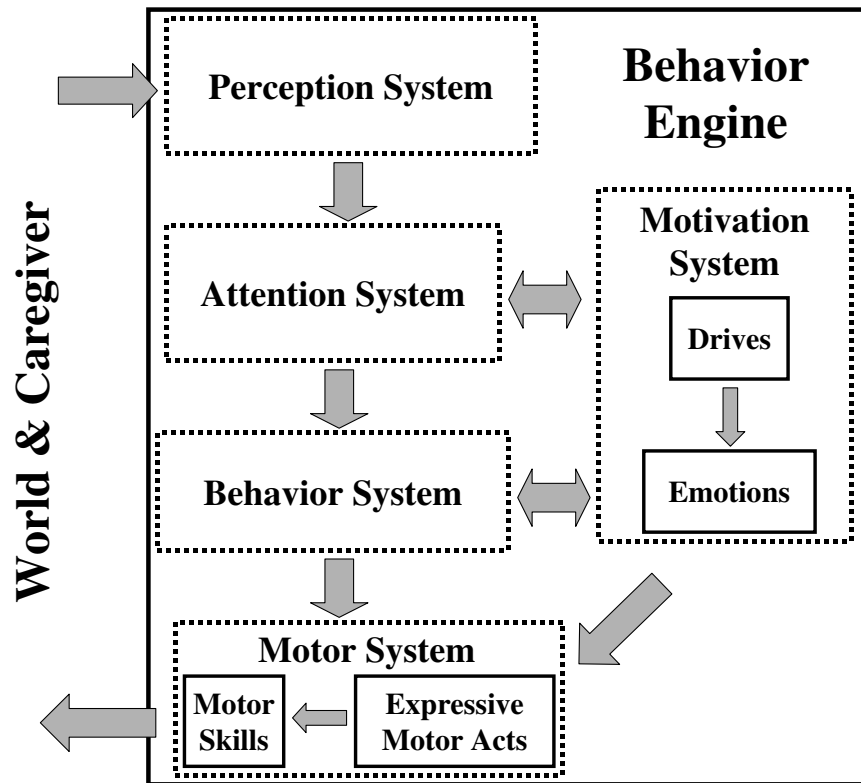 Perception System
Behavior
Engine
World & Caregiver
Attention System
Motivation
System
Drives
Behavior System
Emotions
Motor System
Motor
Skills
Expressive
Motor Acts